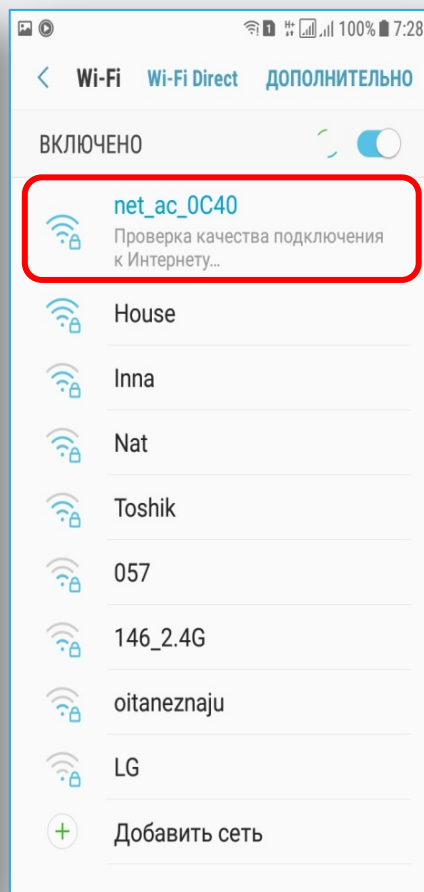 100% 7:28
Wi-Fi Wi-Fi Direct ДОПОЛНИТЕЛЬНО
ВКЛЮЧЕНО
net_ac_0C40
Проверка качества подключения
к Интернету...
House
Inna
Nat
Toshik
057
146_2.4G
oitaneznaju
LG
Добавить сеть